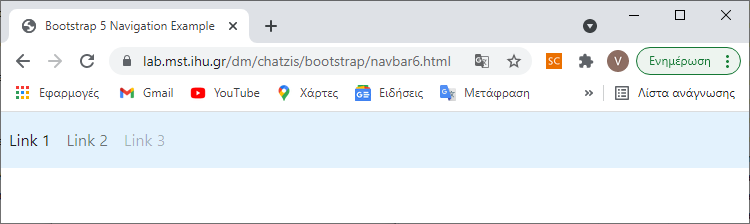 Bootstrap 5 Navigation Example
lab.mst.ihu.gr/dm/chatzis/bootstrap/navbar6.html SC V Ενημέρωση
Εφαρμογές Gmail YouTube Χάρτες Ειδήσεις Μετάφραση » Λίστα ανάγνωσης
Link 1 Link 2 Link 3